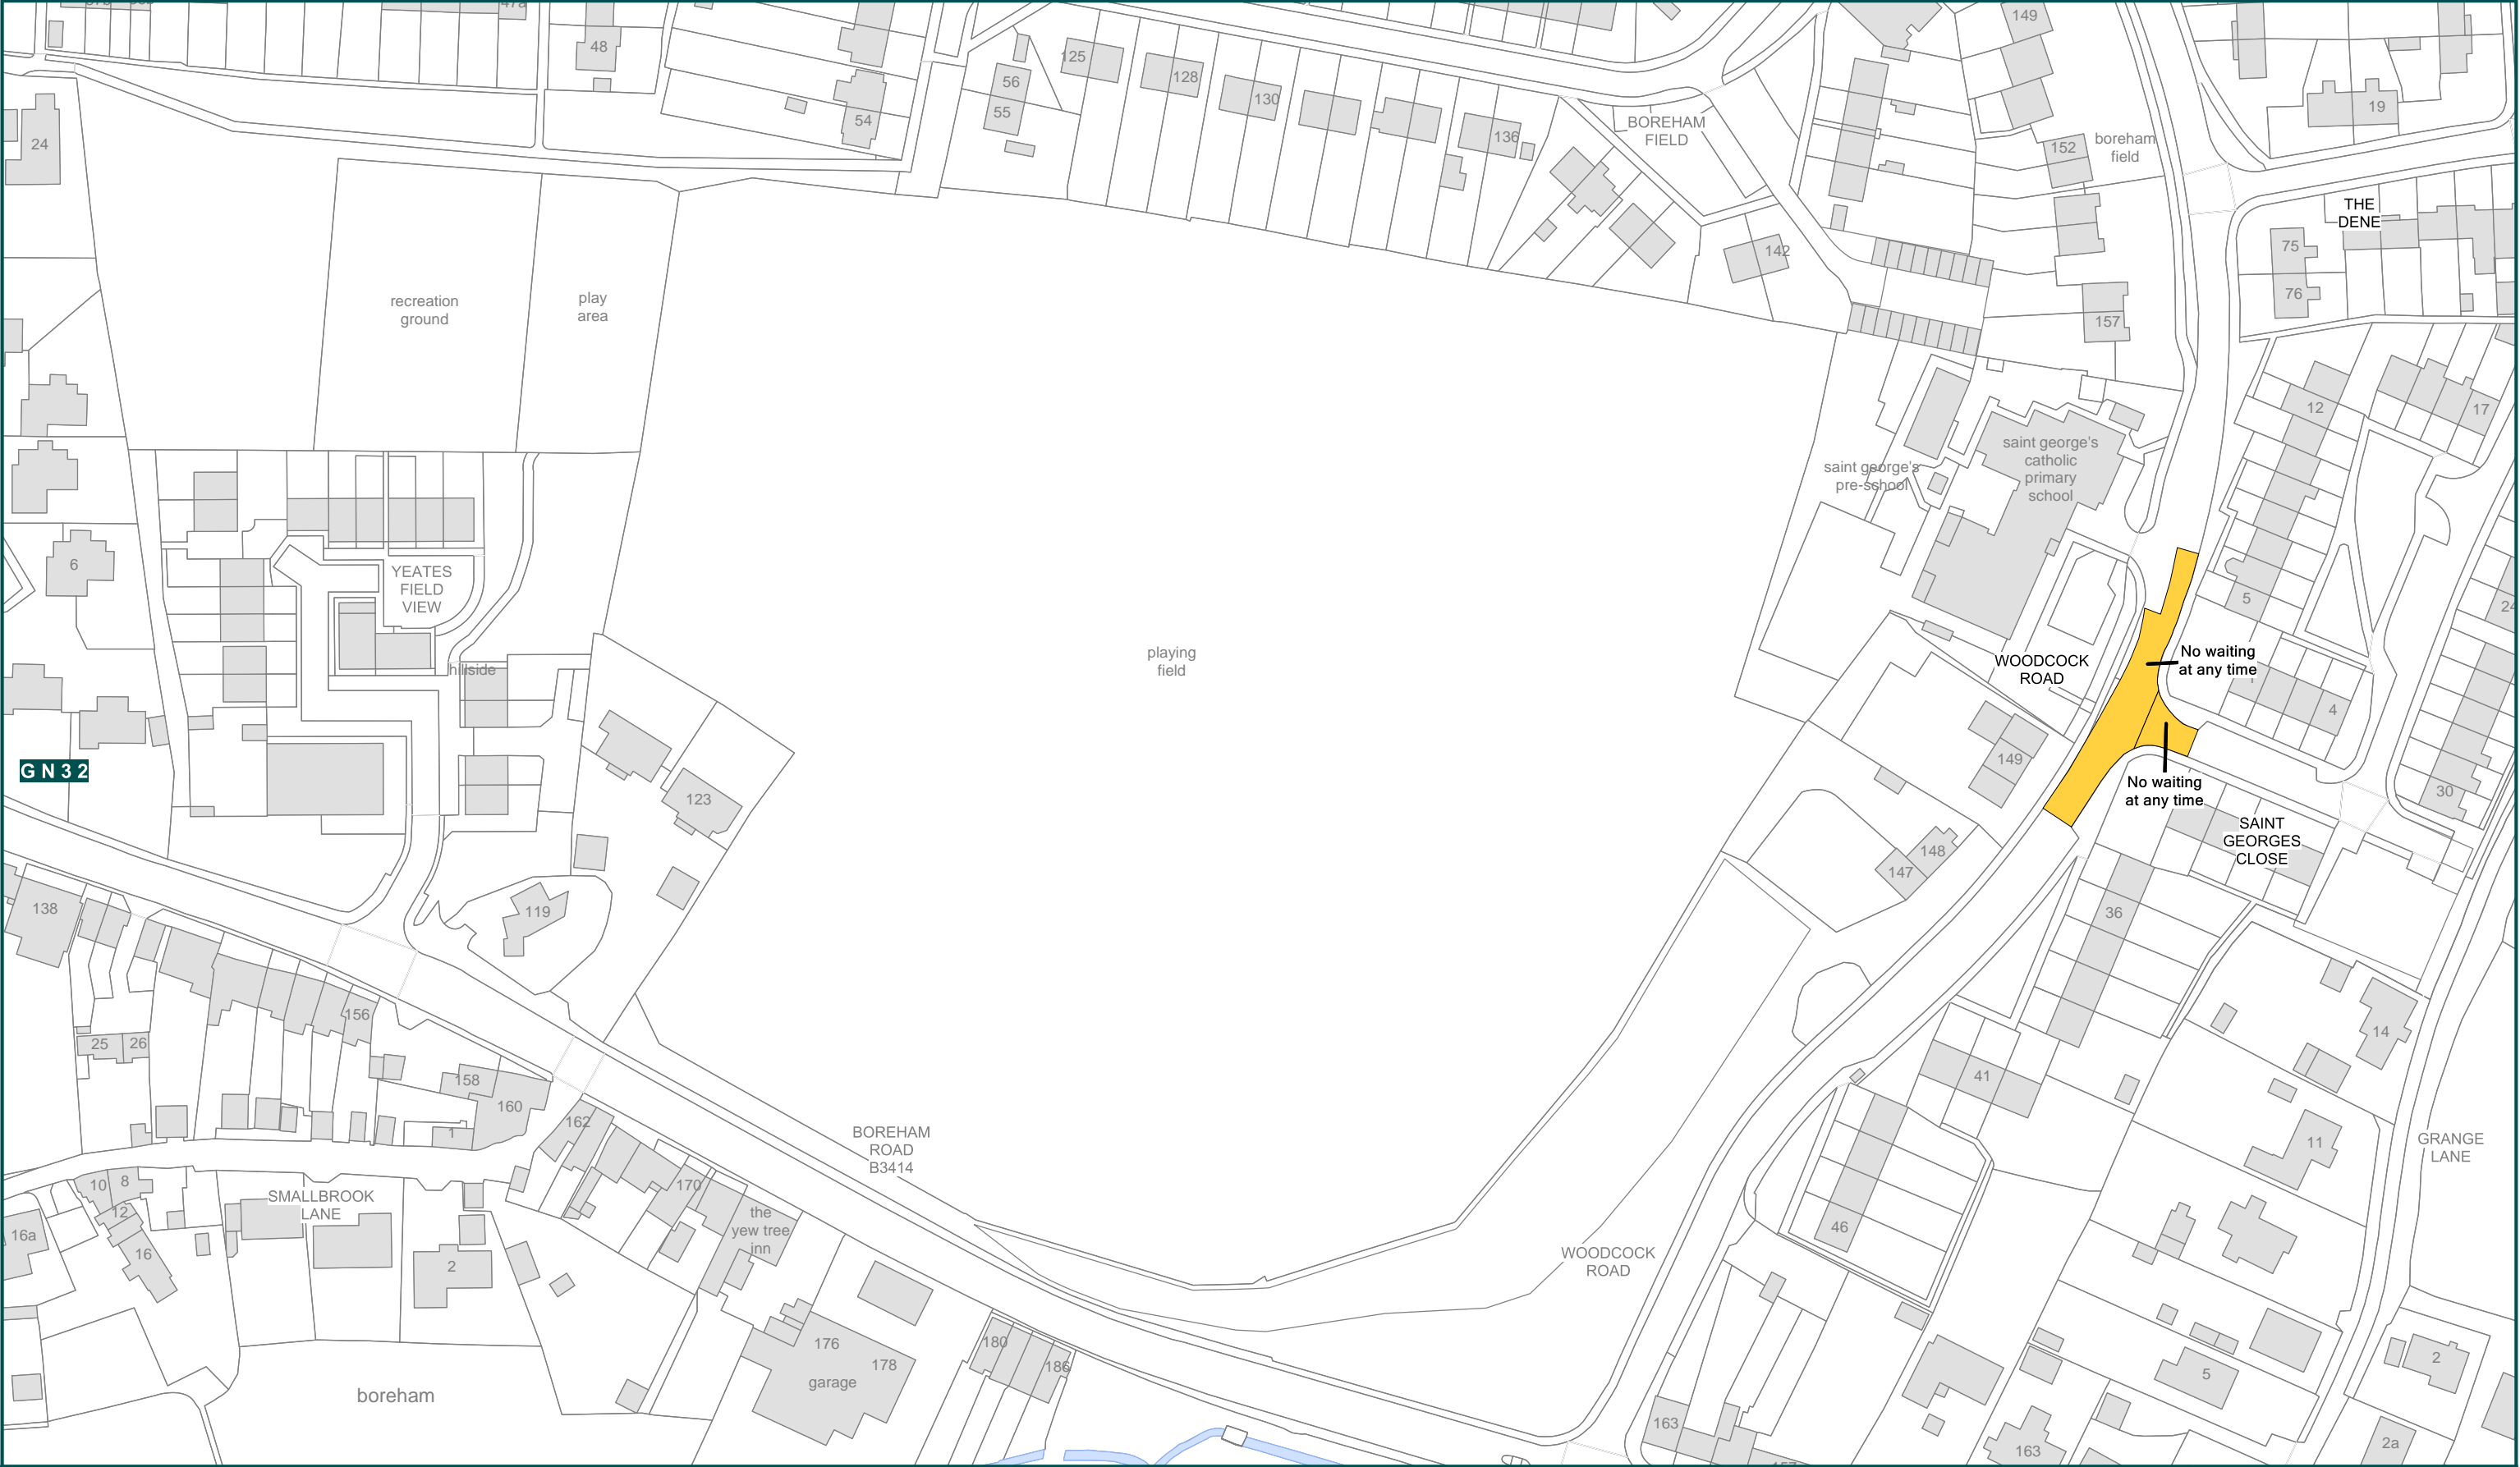 47a
48
149
125
56
128
55
130
54
136
BOREHAM
FIELD
19
24
152
boreham
field
THE
DENE
142
75
76
recreation
ground
play
area
157
12
17
saint george's
catholic
primary
school
saint george's
pre-school
6
YEATES
FIELD
VIEW
hillside
5
24
playing
field
No waiting
at any time
WOODCOCK
ROAD
4
149
GN32
123
No waiting
at any time
30
SAINT
GEORGES
CLOSE
148
147
138
119
36
156
14
25
26
158
160
162
1
41
BOREHAM
ROAD
B3414
11
GRANGE
LANE
10
8
12
SMALLBROOK
LANE
170
the
yew tree
inn
16a
16
2
46
WOODCOCK
ROAD
176
178
garage
180
186
2
5
boreham
163
163
2a
157